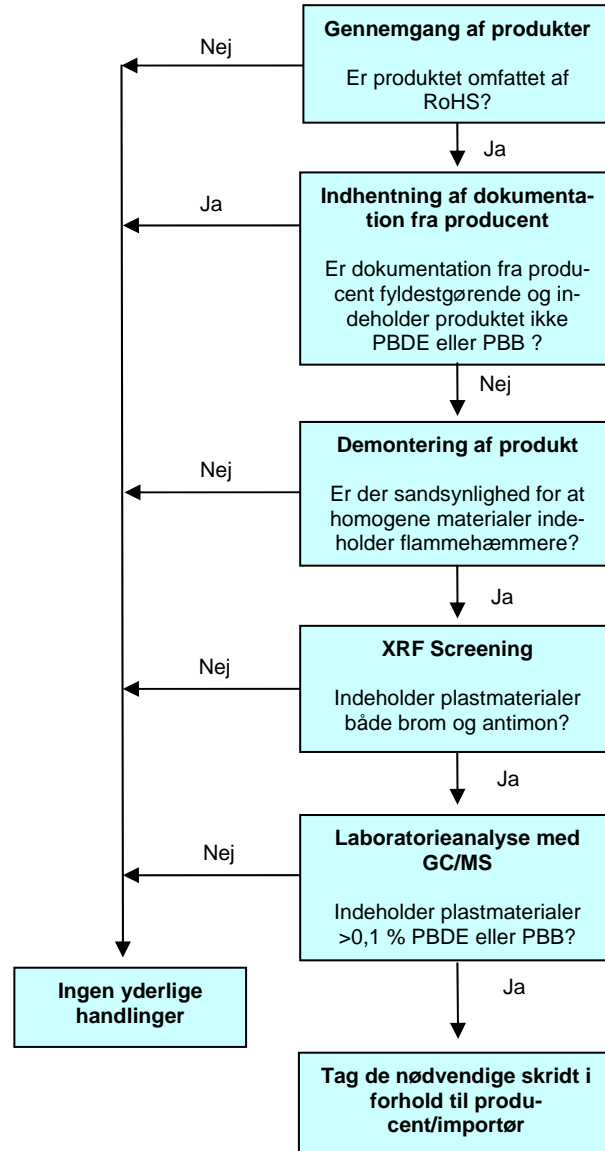 Gennemgang af produkter
Nej
Er produktet omfattet af
RoHS?
Ja
Indhentning af dokumenta-
tion fra producent
Ja
Er dokumentation fra produ-
cent fyldestgørende og in-
deholder produktet ikke
PBDE eller PBB ?
Nej
Demontering af produkt
Nej
Er der sandsynlighed for at
homogene materialer inde-
holder flammehæmmere?
Ja
XRF Screening
Nej
Indeholder plastmaterialer
både brom og antimon?
Ja
Laboratorieanalyse med
GC/MS
Nej
Indeholder plastmaterialer
>0,1 % PBDE eller PBB?
Ja
Ingen yderlige
handlinger
Tag de nødvendige skridt i
forhold til produ-
cent/importør